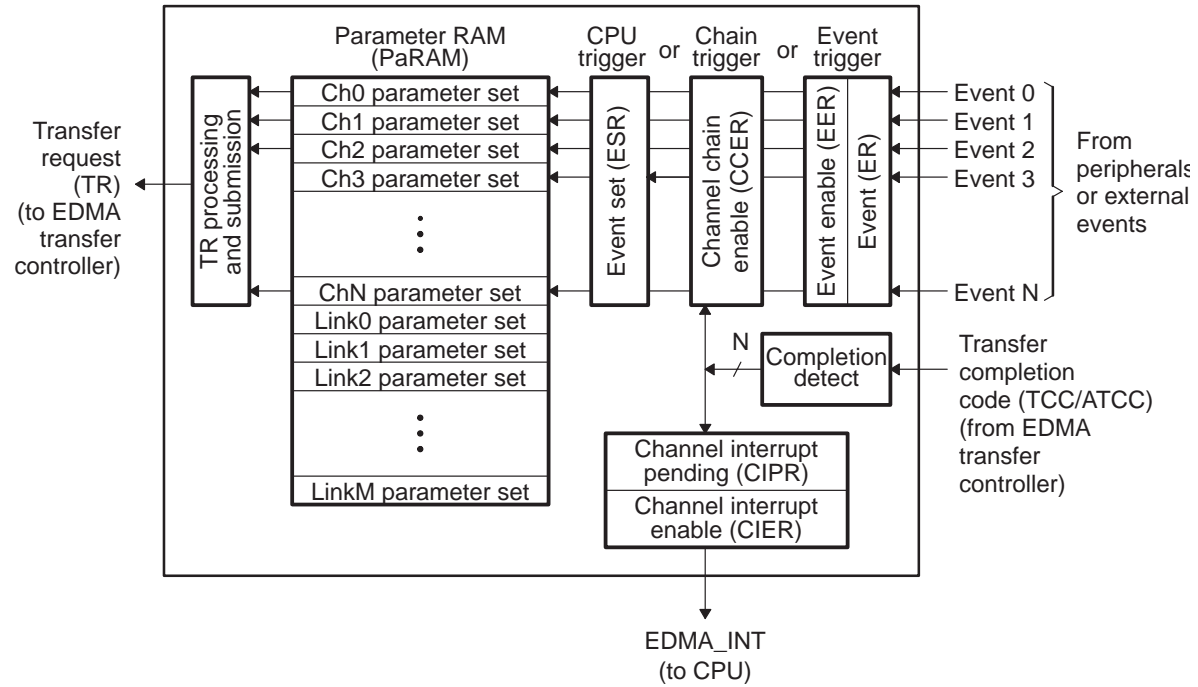 Parameter RAM
(PaRAM)
CPU
trigger
or
Chain
trigger
or
Event
trigger
TR processing
and submission
Ch0 parameter set
Ch1 parameter set
Ch2 parameter set
Ch3 parameter set
ChN parameter set
Link0 parameter set
Link1 parameter set
Link2 parameter set
LinkM parameter set
Event set (ESR)
Channel chain
enable (CCER)
Event enable (EER)
Event (ER)
Event 0
Event 1
Event 2
Event 3
Event N
From
peripherals
or external
events
Transfer
request
(TR)
(to EDMA
transfer
controller)
N
Completion
detect
Transfer
completion
code (TCC/ATCC)
(from EDMA
transfer
controller)
Channel interrupt
pending (CIPR)
Channel interrupt
enable (CIER)
EDMA_INT
(to CPU)